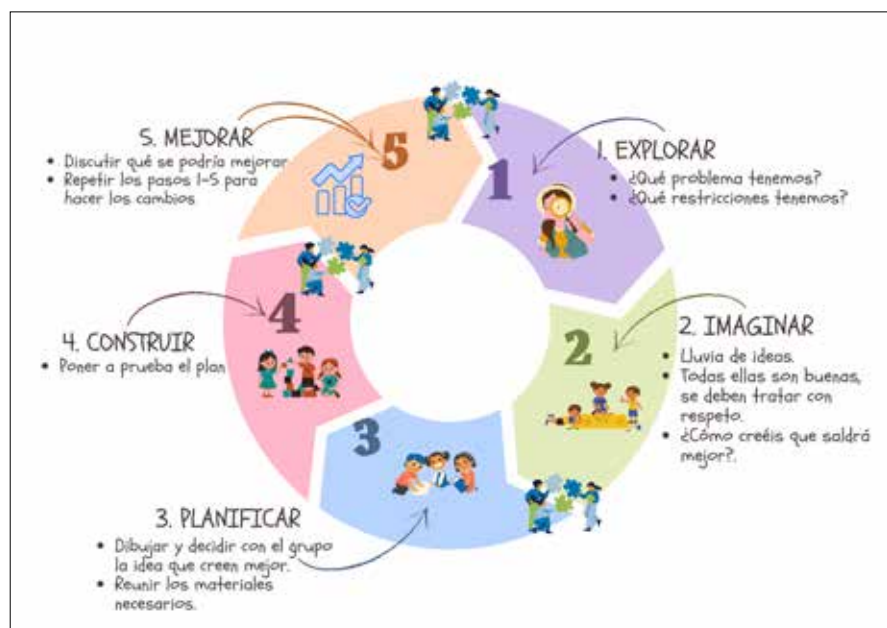 1
1. EXPLORAR
• ¿Qué problema tenemos?
• ¿Qué restricciones tenemos?
2
2. IMAGINAR
• Lluvia de ideas.
• Todas ellas son buenas,
se deben tratar con
respeto.
• ¿Cómo creéis que saldrá
mejor?.
3
3. PLANIFICAR
• Dibujar y decidir con el grupo
la idea que creen mejor.
• Reunir los materiales
necesarios.
4
4. CONSTRUIR
• Poner a prueba el plan
5
5. MEJORAR
• Discutir qué se podría mejorar
• Repetir los pasos 1-5 para
hacer los cambios